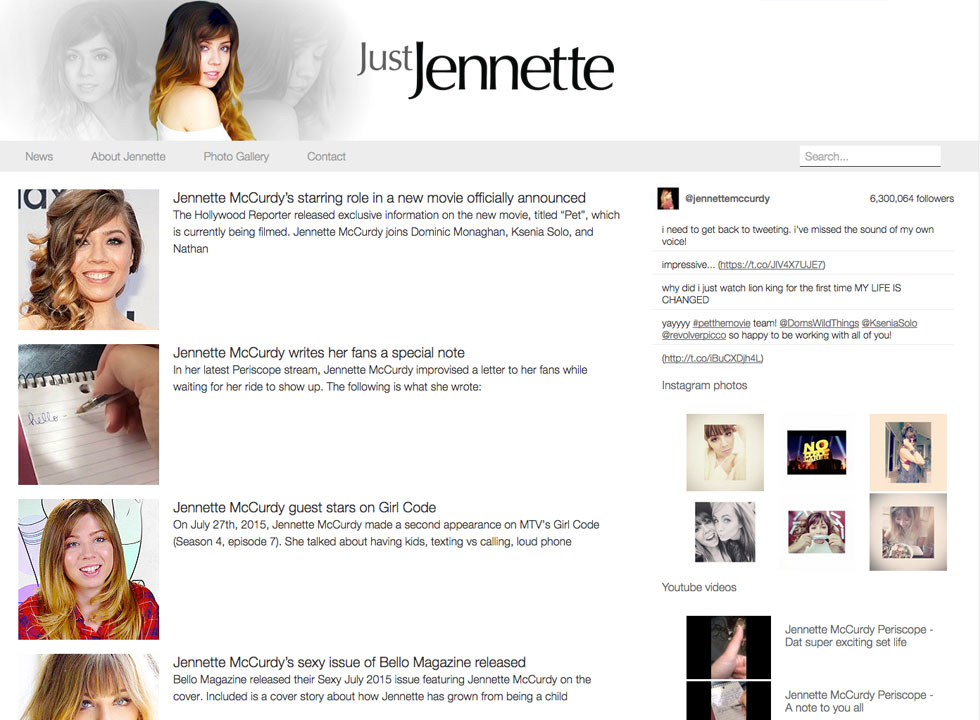 Just Jennette
News
About Jennette
Photo Gallery
Contact
Search...
Jennette McCurdy's starring role in a new movie officially announced
The Hollywood Reporter released exclusive information on the new movie, titled “Pet”, which
is currently being filmed. Jennette McCurdy joins Dominic Monaghan, Ksenia Solo, and
Nathan
hello -
Jennette McCurdy writes her fans a special note
In her latest Periscope stream, Jennette McCurdy improvised a letter to her fans while
waiting for her ride to show up. The following is what she wrote:
Jennette McCurdy guest stars on Girl Code
On July 27th, 2015, Jennette McCurdy made a second appearance on MTV's Girl Code
(Season 4, episode 7). She talked about having kids, texting vs calling, loud phone
Jennette McCurdy's sexy issue of Bello Magazine released
Bello Magazine released their Sexy July 2015 issue featuring Jennette McCurdy on the
cover. Included is a cover story about how Jennette has grown from being a child
@jennettemccurdy
6,300,064 followers
i need to get back to tweeting. i've missed the sound of my own
voice!
impressive... (https://t.co/JlV4X7UJE7)
why did i just watch lion king for the first time MY LIFE IS
CHANGED
yayyyy #petthemovie team! @DomsWildThings @KseniaSolo
@revolverpicco so happy to be working with all of you!
(http://t.co/iBuCXDjh4L)
Instagram photos
NO
Youtube videos
Jennette McCurdy Periscope -
Dat super exciting set life
Jennette McCurdy Periscope -
A note to you all